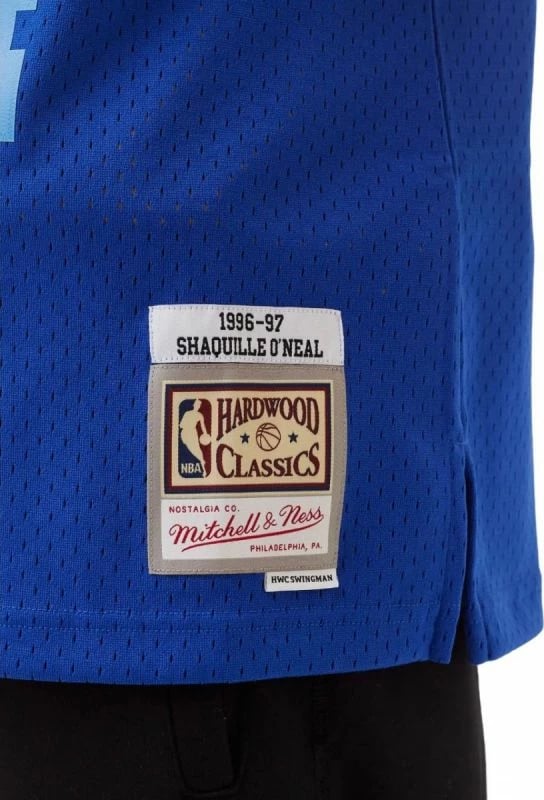 1996-97
SHAQUILLE O'NEAL
HARDWOOD
NBA
CLASSICS
NOSTALGIA CO.
Mitchell & Ness
PHILADELPHIA, PA.
HWC SWINGMAN